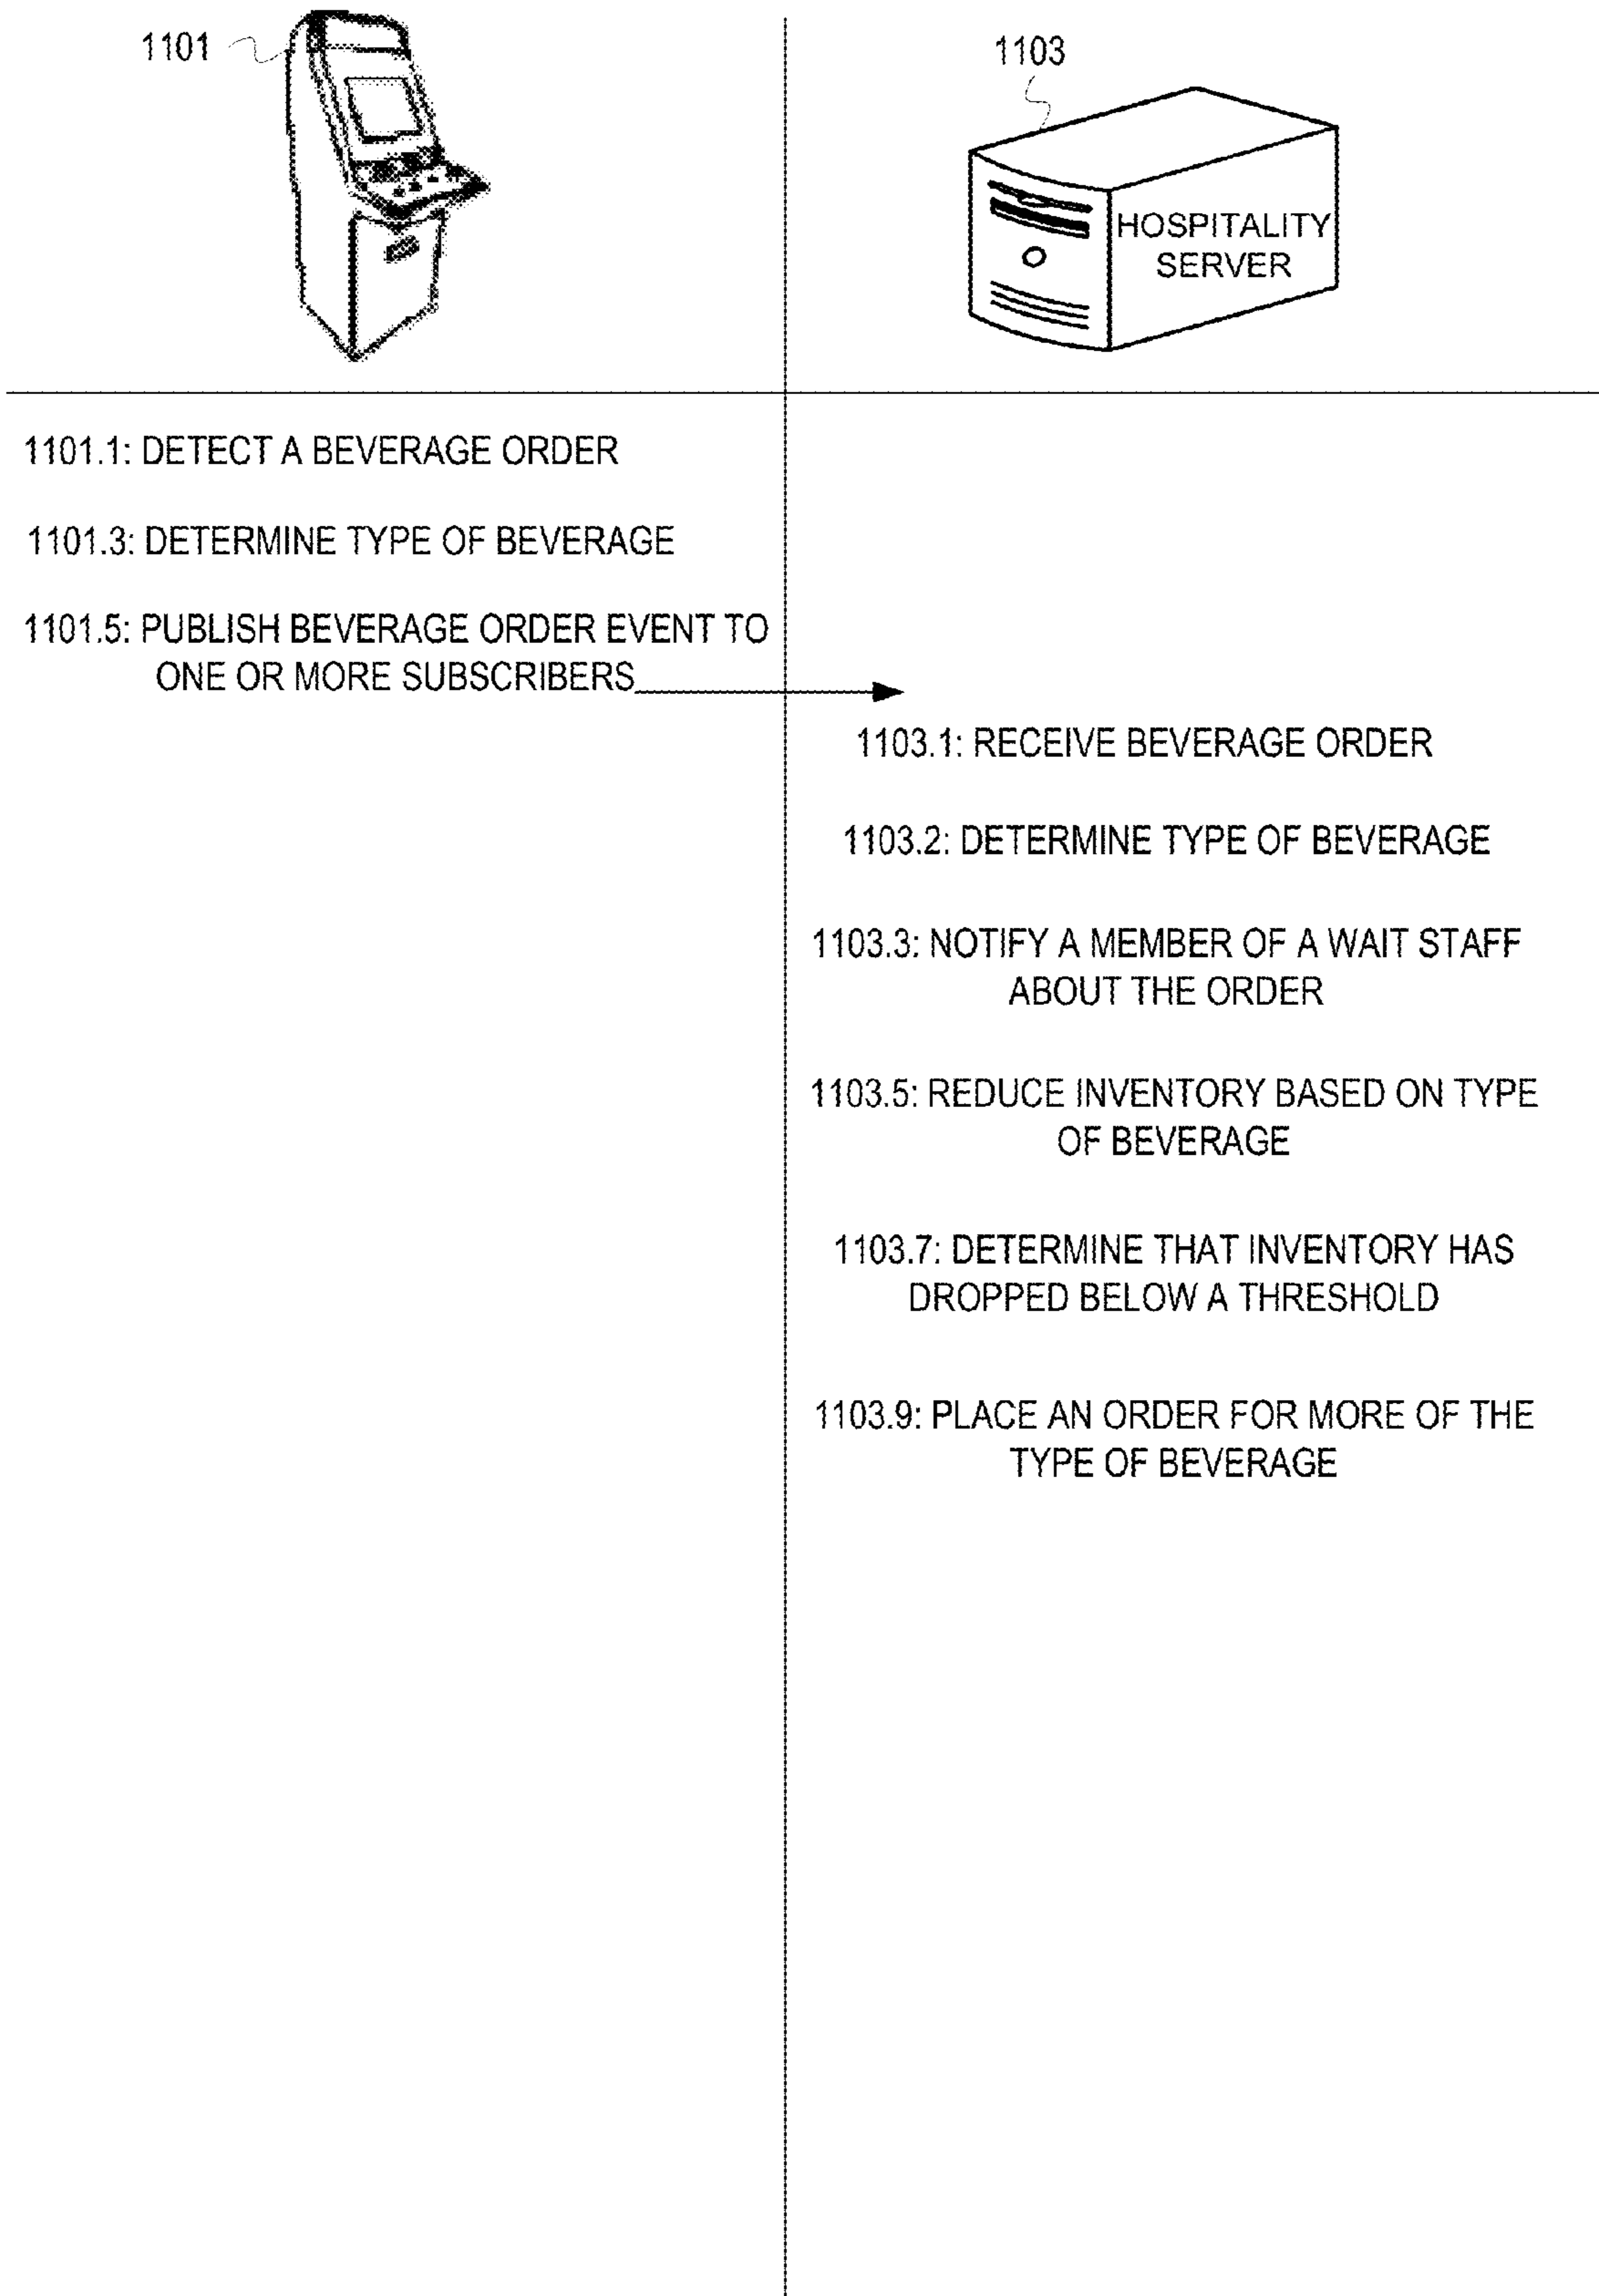 1101
1103
HOSPITALITY
SERVER
1101.1: DETECT A BEVERAGE ORDER
1101.3: DETERMINE TYPE OF BEVERAGE
1101.5: PUBLISH BEVERAGE ORDER EVENT TO
ONE OR MORE SUBSCRIBERS
1103.1: RECEIVE BEVERAGE ORDER
1103.2: DETERMINE TYPE OF BEVERAGE
1103.3: NOTIFY A MEMBER OF A WAIT STAFF
ABOUT THE ORDER
1103.5: REDUCE INVENTORY BASED ON TYPE
OF BEVERAGE
1103.7: DETERMINE THAT INVENTORY HAS
DROPPED BELOW A THRESHOLD
1103.9: PLACE AN ORDER FOR MORE OF THE
TYPE OF BEVERAGE